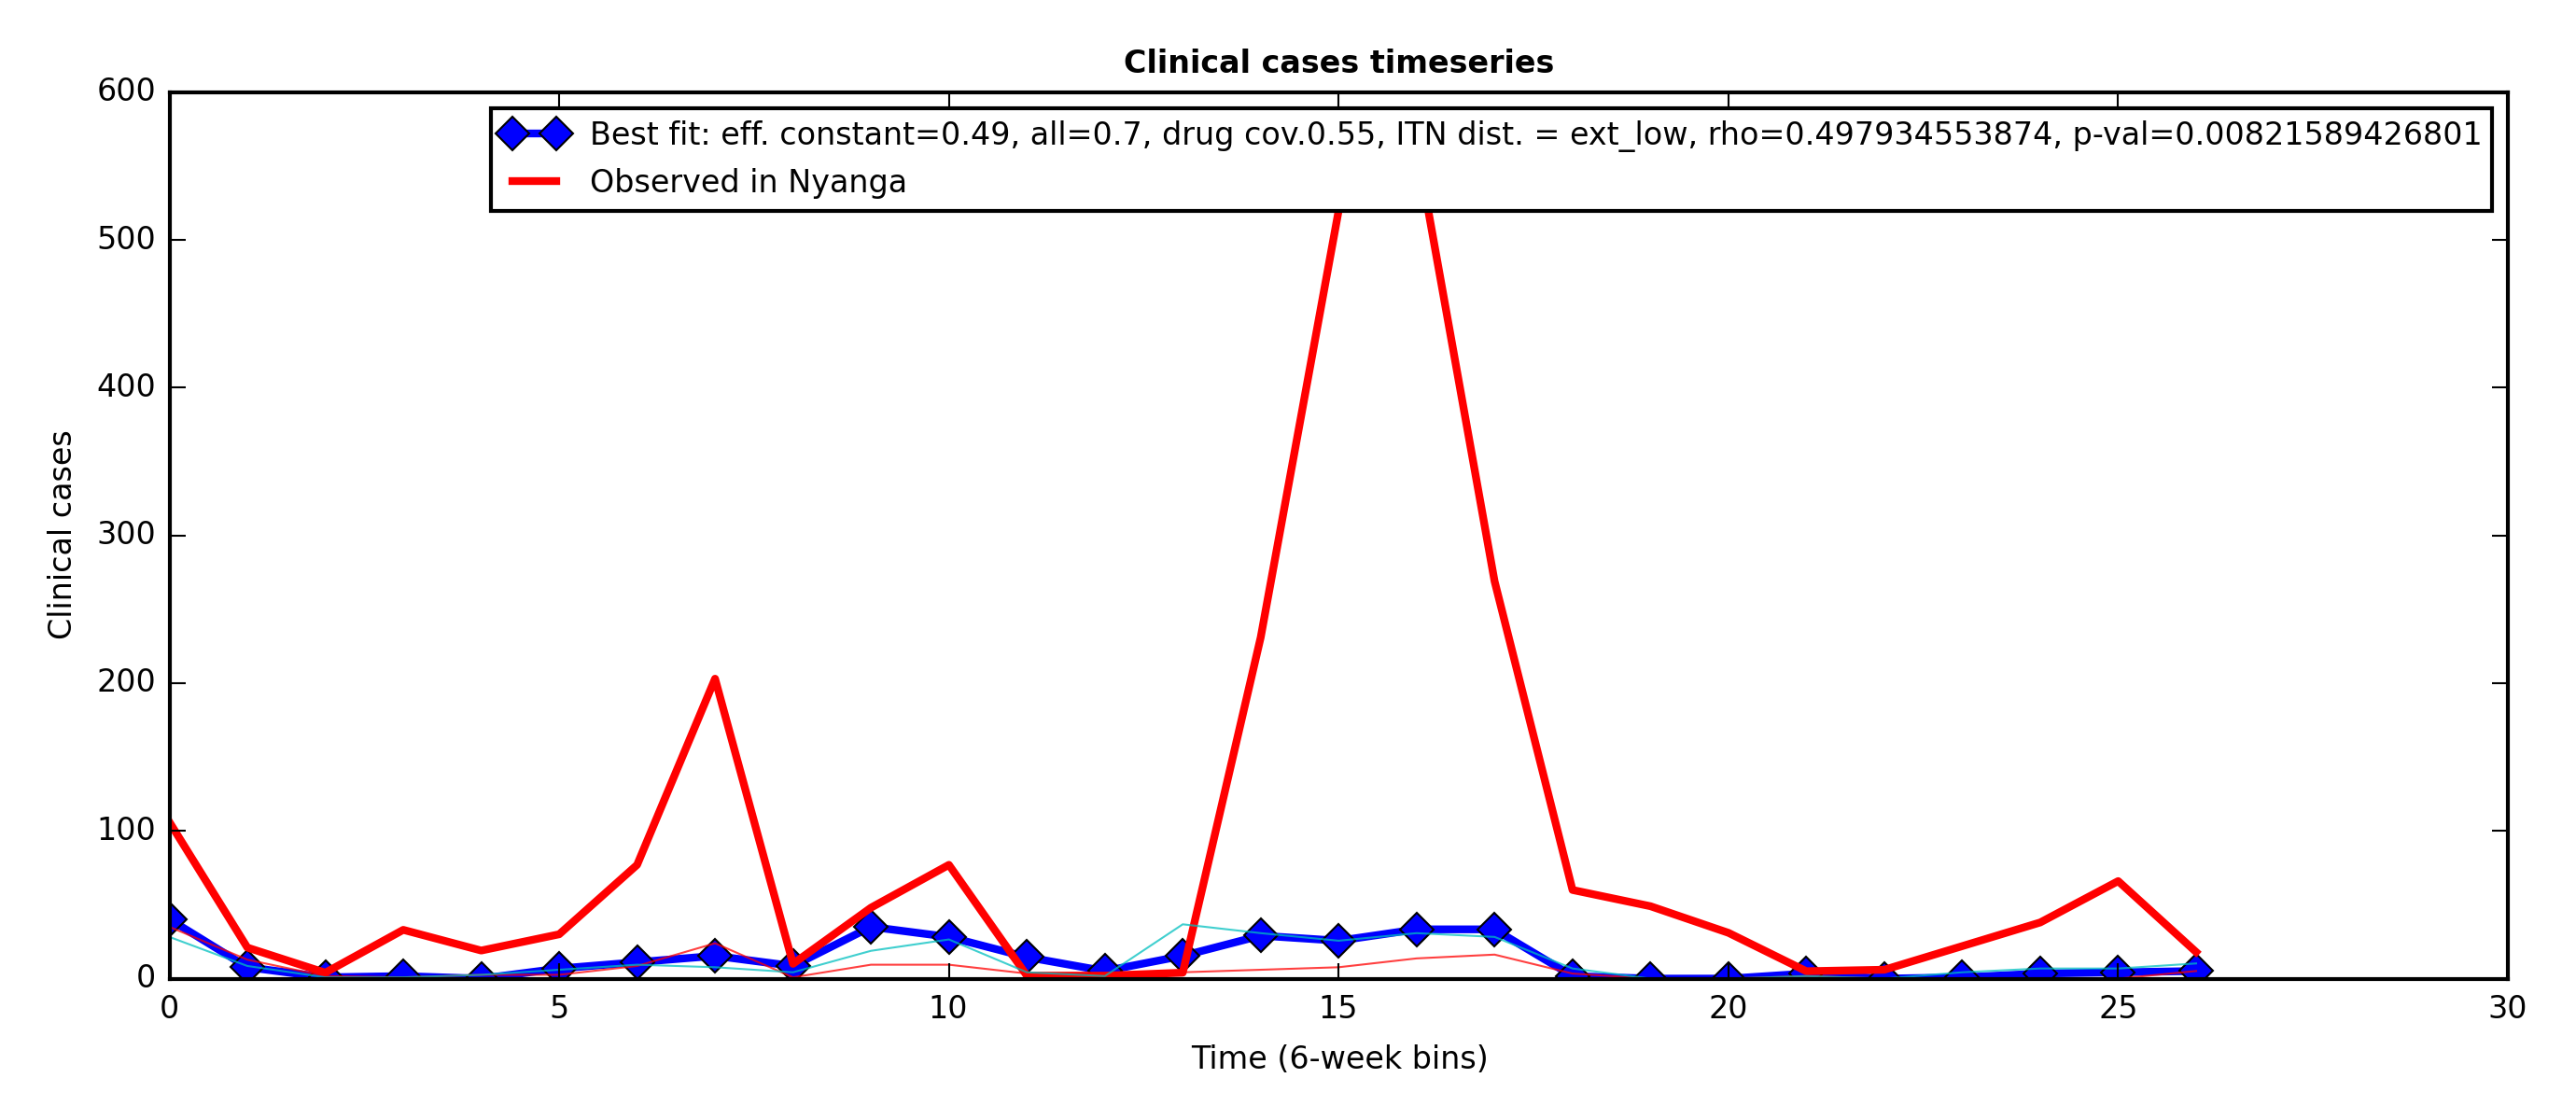 Clinical cases timeseries
600
500
400
300
200
100
0
Clinical cases
Best fit: eff. constant=0.49, all=0.7, drug cov.0.55, ITN dist. = ext_low, rho=0.497934553874, p-val=0.00821589426801
Observed in Nyanga
0 5 10 15 20 25 30
Time (6-week bins)